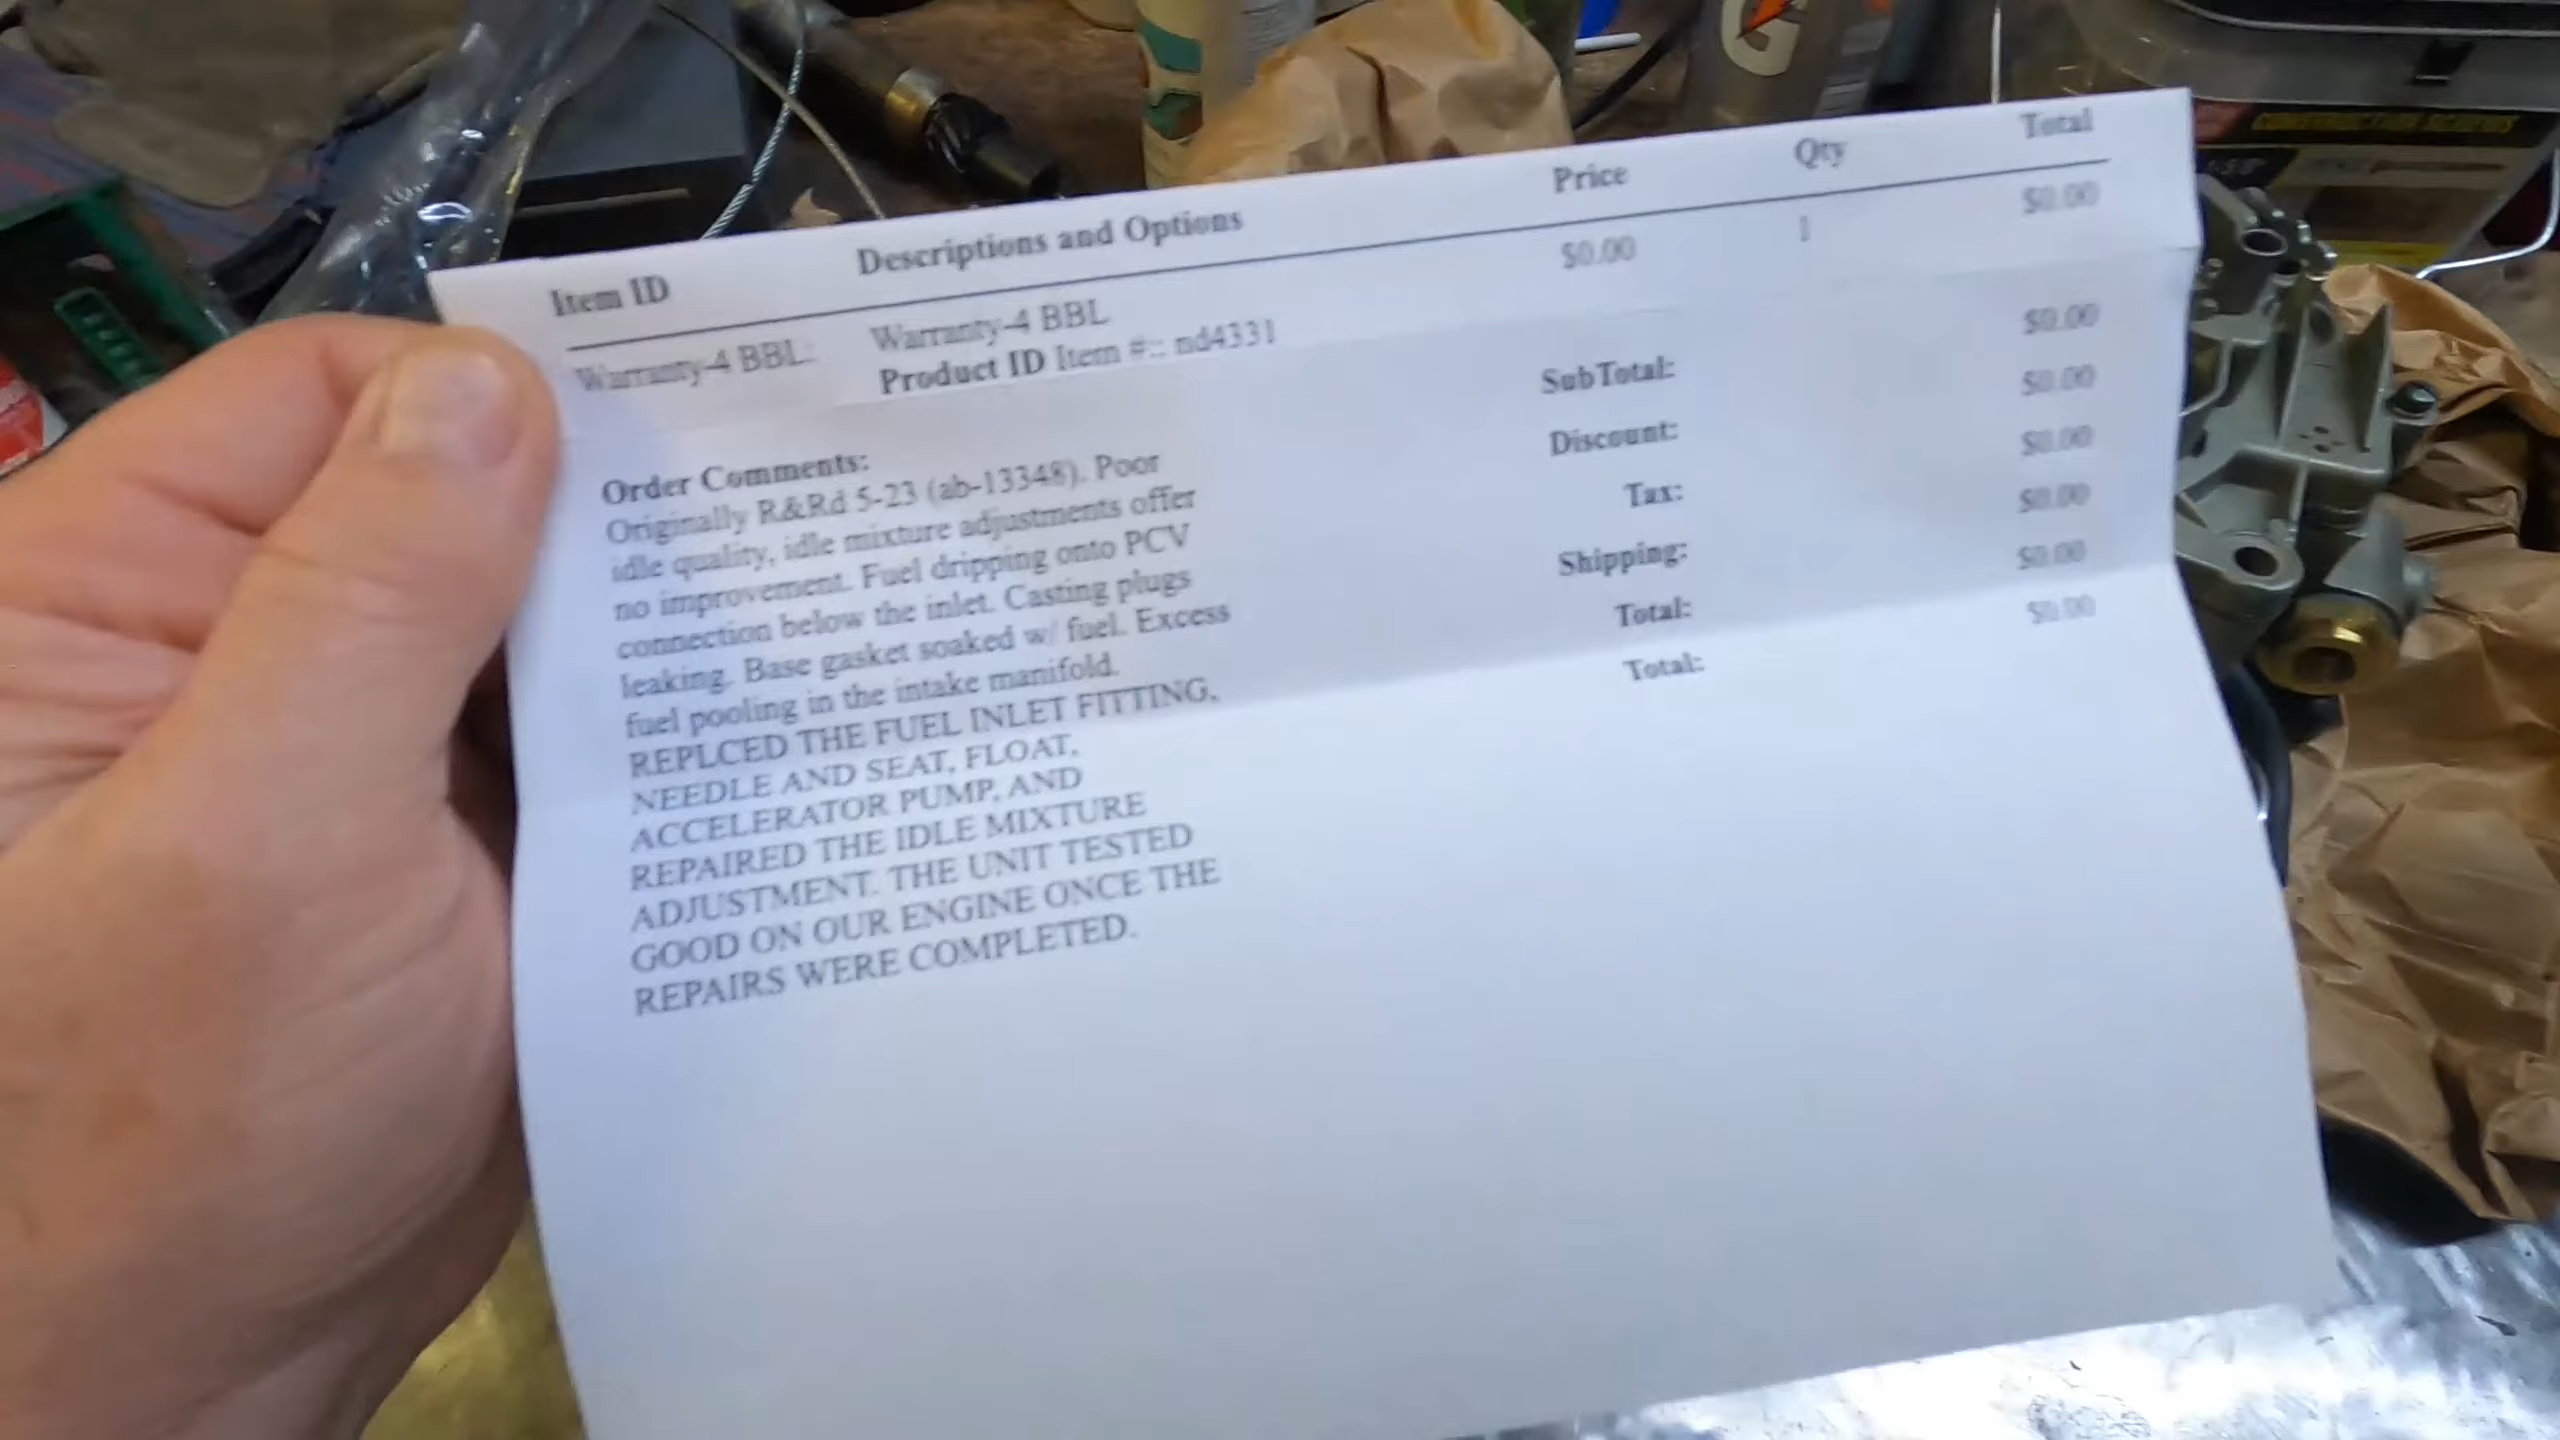 CONSTRUCTION SCREWS
Item ID Descriptions and Options Price Qty Total
Warranty-4 BBL: Warranty-4 BBL $0.00 1 $0.00
Product ID Item #:: nd4331
SubTotal: $0.00
Discount: $0.00
Tax: $0.00
Shipping: $0.00
Total: $0.00
Total: $0.00
Order Comments:
Originally R&Rd 5-23 (ab-13348). Poor
idle quality, idle mixture adjustments offer
no improvement. Fuel dripping onto PCV
connection below the inlet. Casting plugs
leaking. Base gasket soaked w/ fuel. Excess
fuel pooling in the intake manifold.
REPLCED THE FUEL INLET FITTING,
NEEDLE AND SEAT, FLOAT,
ACCELERATOR PUMP, AND
REPAIRED THE IDLE MIXTURE
ADJUSTMENT. THE UNIT TESTED
GOOD ON OUR ENGINE ONCE THE
REPAIRS WERE COMPLETED.